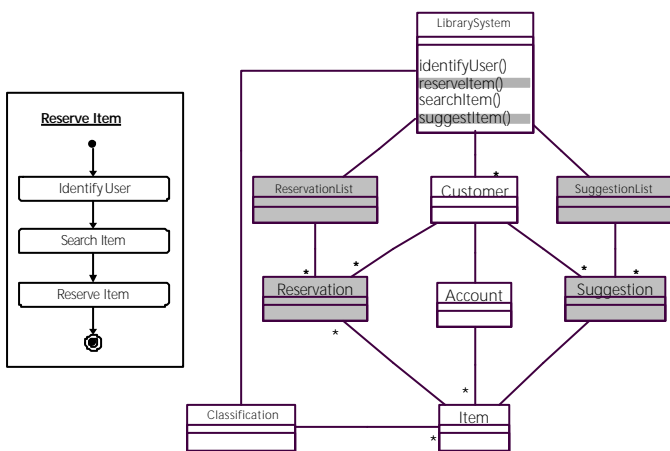 LibrarySystem
identifyUser()
reserveItem()
searchItem()
suggestItem()
Reserve Item
Identify User
Search Item
Reserve Item
ReservationList
*
Customer
SuggestionList
*
*
*
*
Reservation
Account
Suggestion
*
*
Classification
Item
*